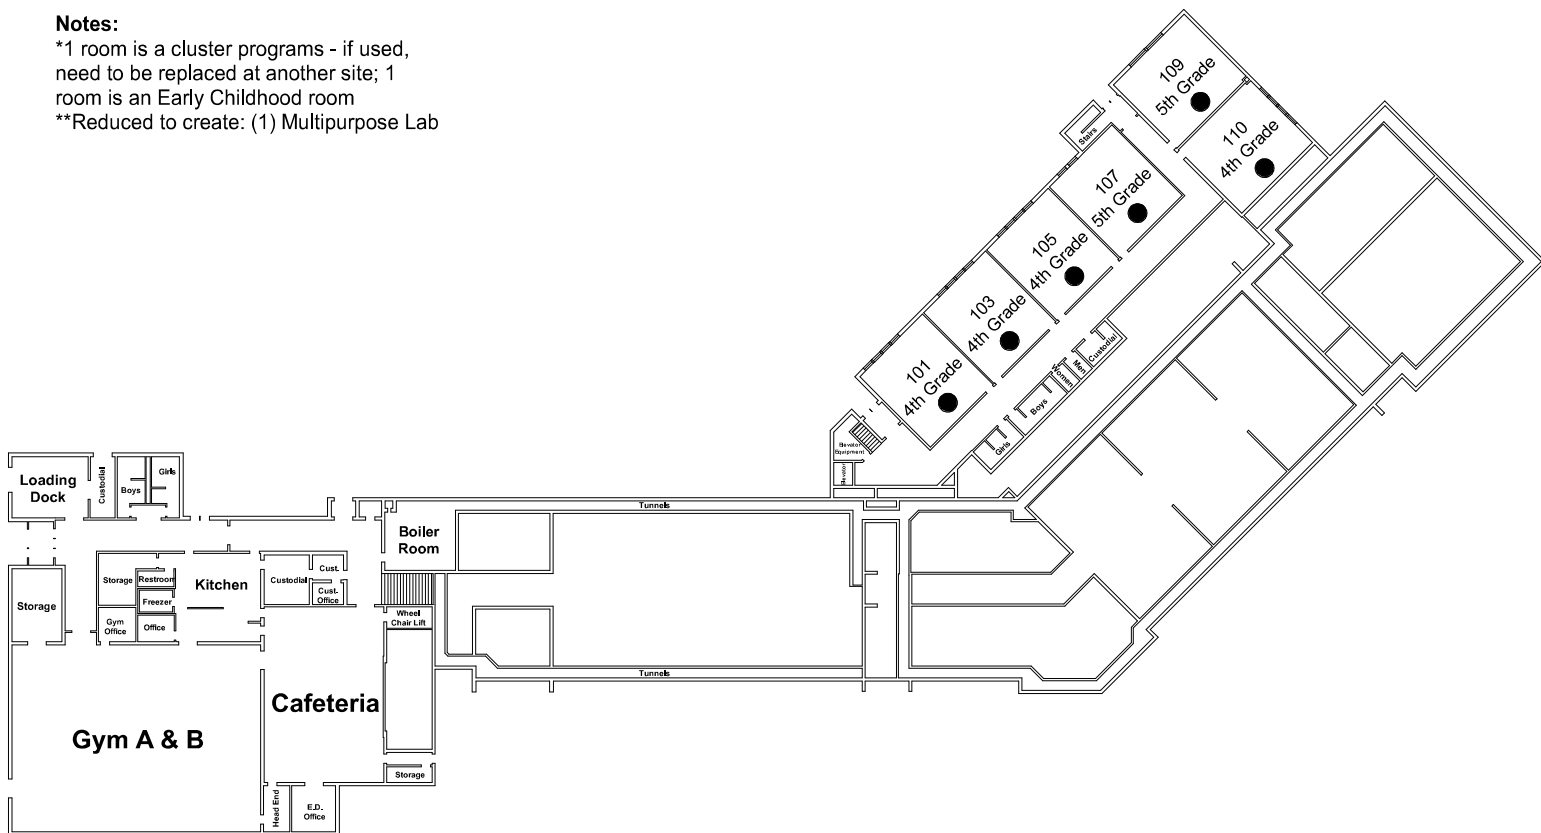 Notes:
*1 room is a cluster programs - if used,
need to be replaced at another site; 1
room is an Early Childhood room
**Reduced to create: (1) Multipurpose Lab
109
5th Grade
110
4th Grade
Stairs
107
5th Grade
105
4th Grade
103
4th Grade
101
4th Grade
Custodial
Men
Women
Boys
Girls
Elevator
Equipment
Elevator
Loading
Dock
Custodial
Boys
Girls
Tunnels
Boiler
Room
Storage
Storage
Restroom
Kitchen
Custodial
Cust.
Cust.
Office
Freezer
Gym
Office
Office
Wheel
Chair Lift
Tunnels
Cafeteria
Gym A & B
Storage
Head End
E.D.
Office